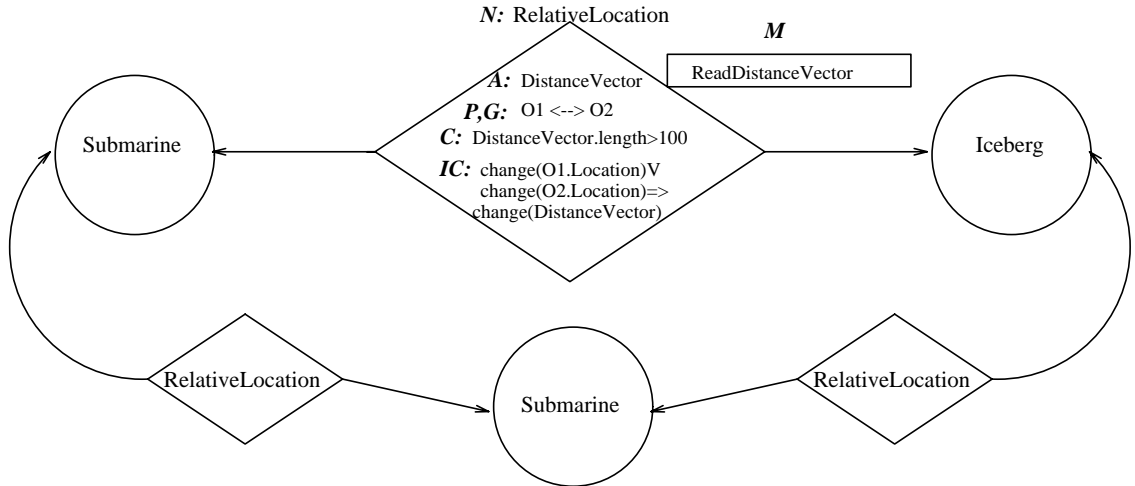 N: RelativeLocation
M
A: DistanceVector
ReadDistanceVector
P,G: O1 <--> O2
C: DistanceVector.length>100
IC: change(O1.Location)V
change(O2.Location)=>
change(DistanceVector)
Submarine
Iceberg
RelativeLocation
Submarine
RelativeLocation